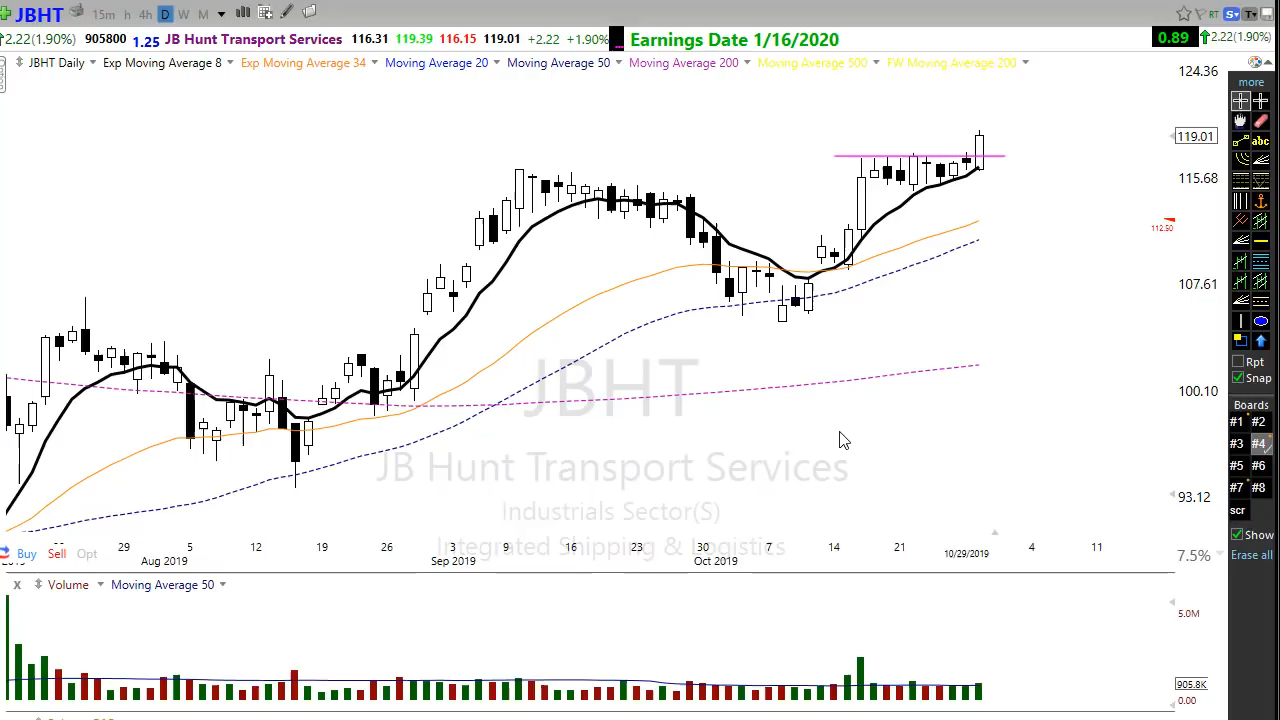 JBHT 15m h 4h D W M RT S T
2.22(1.90%) 905800 1.25 JB Hunt Transport Services 116.31 119.39 116.15 119.01 +2.22 +1.90% Earnings Date 1/16/2020 0.89 2.22(1.90%)
JBHT Daily Exp Moving Average 8 Exp Moving Average 34 Moving Average 20 Moving Average 50 Moving Average 200 Moving Average 500 FW Moving Average 200
124.36
more
119.01
abc
115.68
112.50
107.61
Rpt
Snap
JBHT
100.10
Boards
#1 #2
#3 #4
JB Hunt Transport Services
#5 #6
#7 #8
93.12
Industrials Sector(S)
scr
Show
Integrated Shipping & Logistics
29 5 12 19 26 3 9 16 23 30 7 14 21 10/29/2019 4 11
Buy Sell Opt
Aug 2019 Sep 2019 Oct 2019
7.5%
Erase all
X Volume Moving Average 50
5.0M
905.8K
0.00